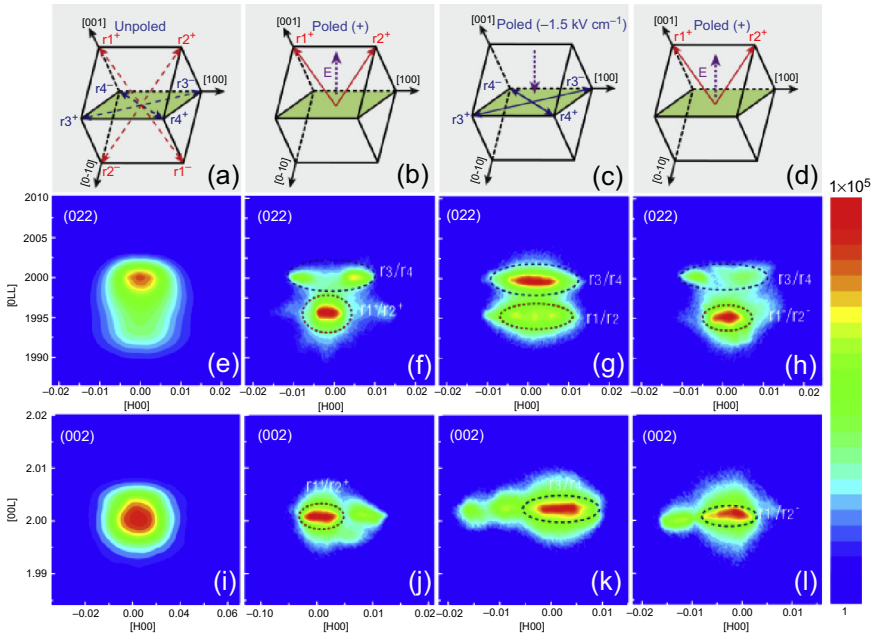 [001] Unpoled
r1⁺ r2⁺
r4⁻ r3⁻ [100]
r3⁺ r4⁺
r2⁻ r1⁻
[0-10]
(a)
[001] Poled (+)
r1⁺ r2⁺
E
[100]
[0-10]
(b)
[001] Poled (−1.5 kV cm⁻¹)
r4⁻ r3⁻ [100]
r3⁺ r4⁺
[0-10]
(c)
[001] Poled (+)
r1⁺ r2⁺
E
[100]
[0-10]
(d)
1×10⁵
1
[0LL]
2010
2005
2000
1995
1990
(022)
(e)
−0.02 −0.01 0.00 0.01 0.02
[H00]
(022)
r3/r4
r1⁺/r2⁺
(f)
−0.02 −0.01 0.00 0.01 0.02
[H00]
(022)
r3/r4
r1/r2
(g)
−0.02 −0.01 0.00 0.01 0.02
[H00]
(022)
r3/r4
r1⁻/r2⁻
(h)
−0.02 −0.01 0.00 0.01 0.02
[H00]
[00L]
2.02
2.01
2.00
1.99
(002)
(i)
−0.02 0.00 0.04 0.06
[H00]
(002)
r1⁺/r2⁺
(j)
−0.10 0.00 0.01 0.02
[H00]
(002)
r3/r4
(k)
−0.02 −0.01 0.00 0.01
[H00]
(002)
r1⁻/r2⁻
(l)
−0.01 0.00 0.01
[H00]